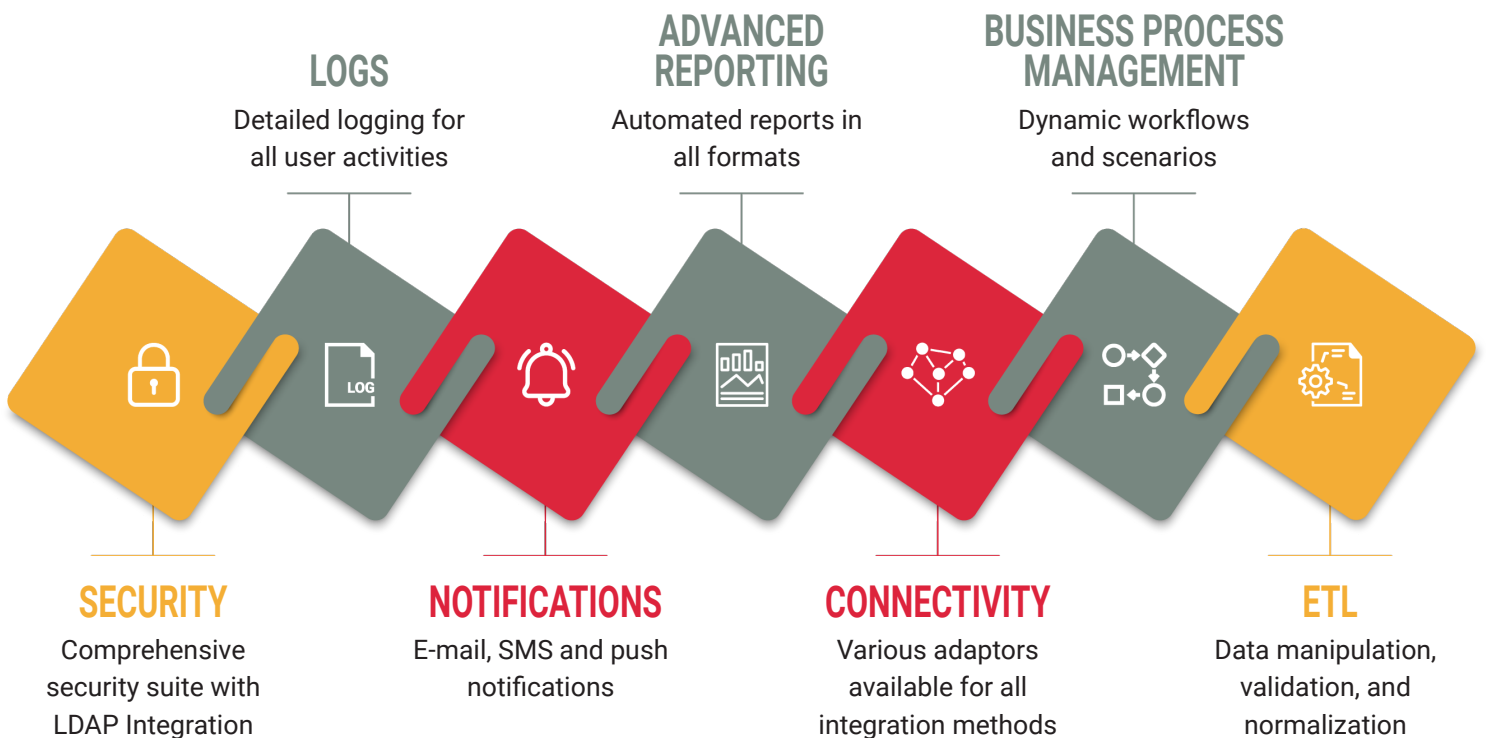 LOGS
Detailed logging for
all user activities
ADVANCED
REPORTING
Automated reports in
all formats
BUSINESS PROCESS
MANAGEMENT
Dynamic workflows
and scenarios
LOG
SECURITY
Comprehensive
security suite with
LDAP Integration
NOTIFICATIONS
E-mail, SMS and push
notifications
CONNECTIVITY
Various adaptors
available for all
integration methods
ETL
Data manipulation,
validation, and
normalization